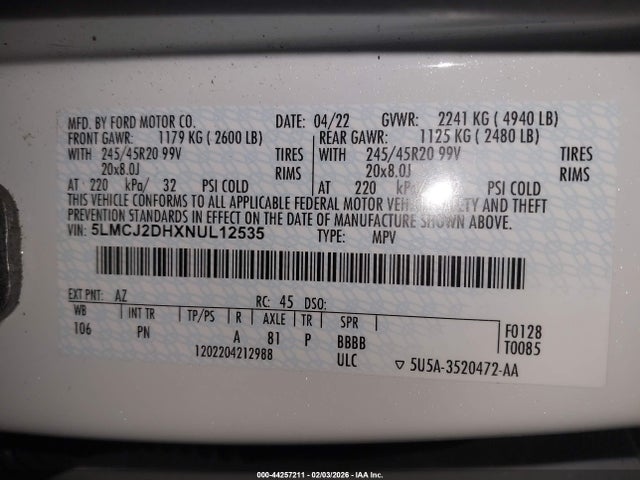 MFD. BY FORD MOTOR CO. DATE: 04/22 GVWR: 2241 KG ( 4940 LB)
FRONT GAWR: 1179 KG ( 2600 LB) REAR GAWR: 1125 KG ( 2480 LB)
WITH 245/45R20 99V TIRES WITH 245/45R20 99V TIRES
20x8.0J RIMS 20x8.0J RIMS
AT 220 kPa/ 32 PSI COLD AT 220 kPa/ PSI COLD
THIS VEHICLE CONFORMS TO ALL APPLICABLE FEDERAL MOTOR VEHICLE SAFETY AND THEFT
PREVENTION STANDARDS IN EFFECT ON THE DATE OF MANUFACTURE SHOWN ABOVE.
VIN: 5LMCJ2DHXNUL12535 TYPE: MPV
EXT PNT: AZ RC: 45 DSO:
WB INT TR TP/PS R AXLE TR SPR
106 PN A 81 P BBBB
1202204212988 ULC
F0128
T0085
▽ 5U5A-3520472-AA
000-44257211 - 02/03/2026 - IAA Inc.